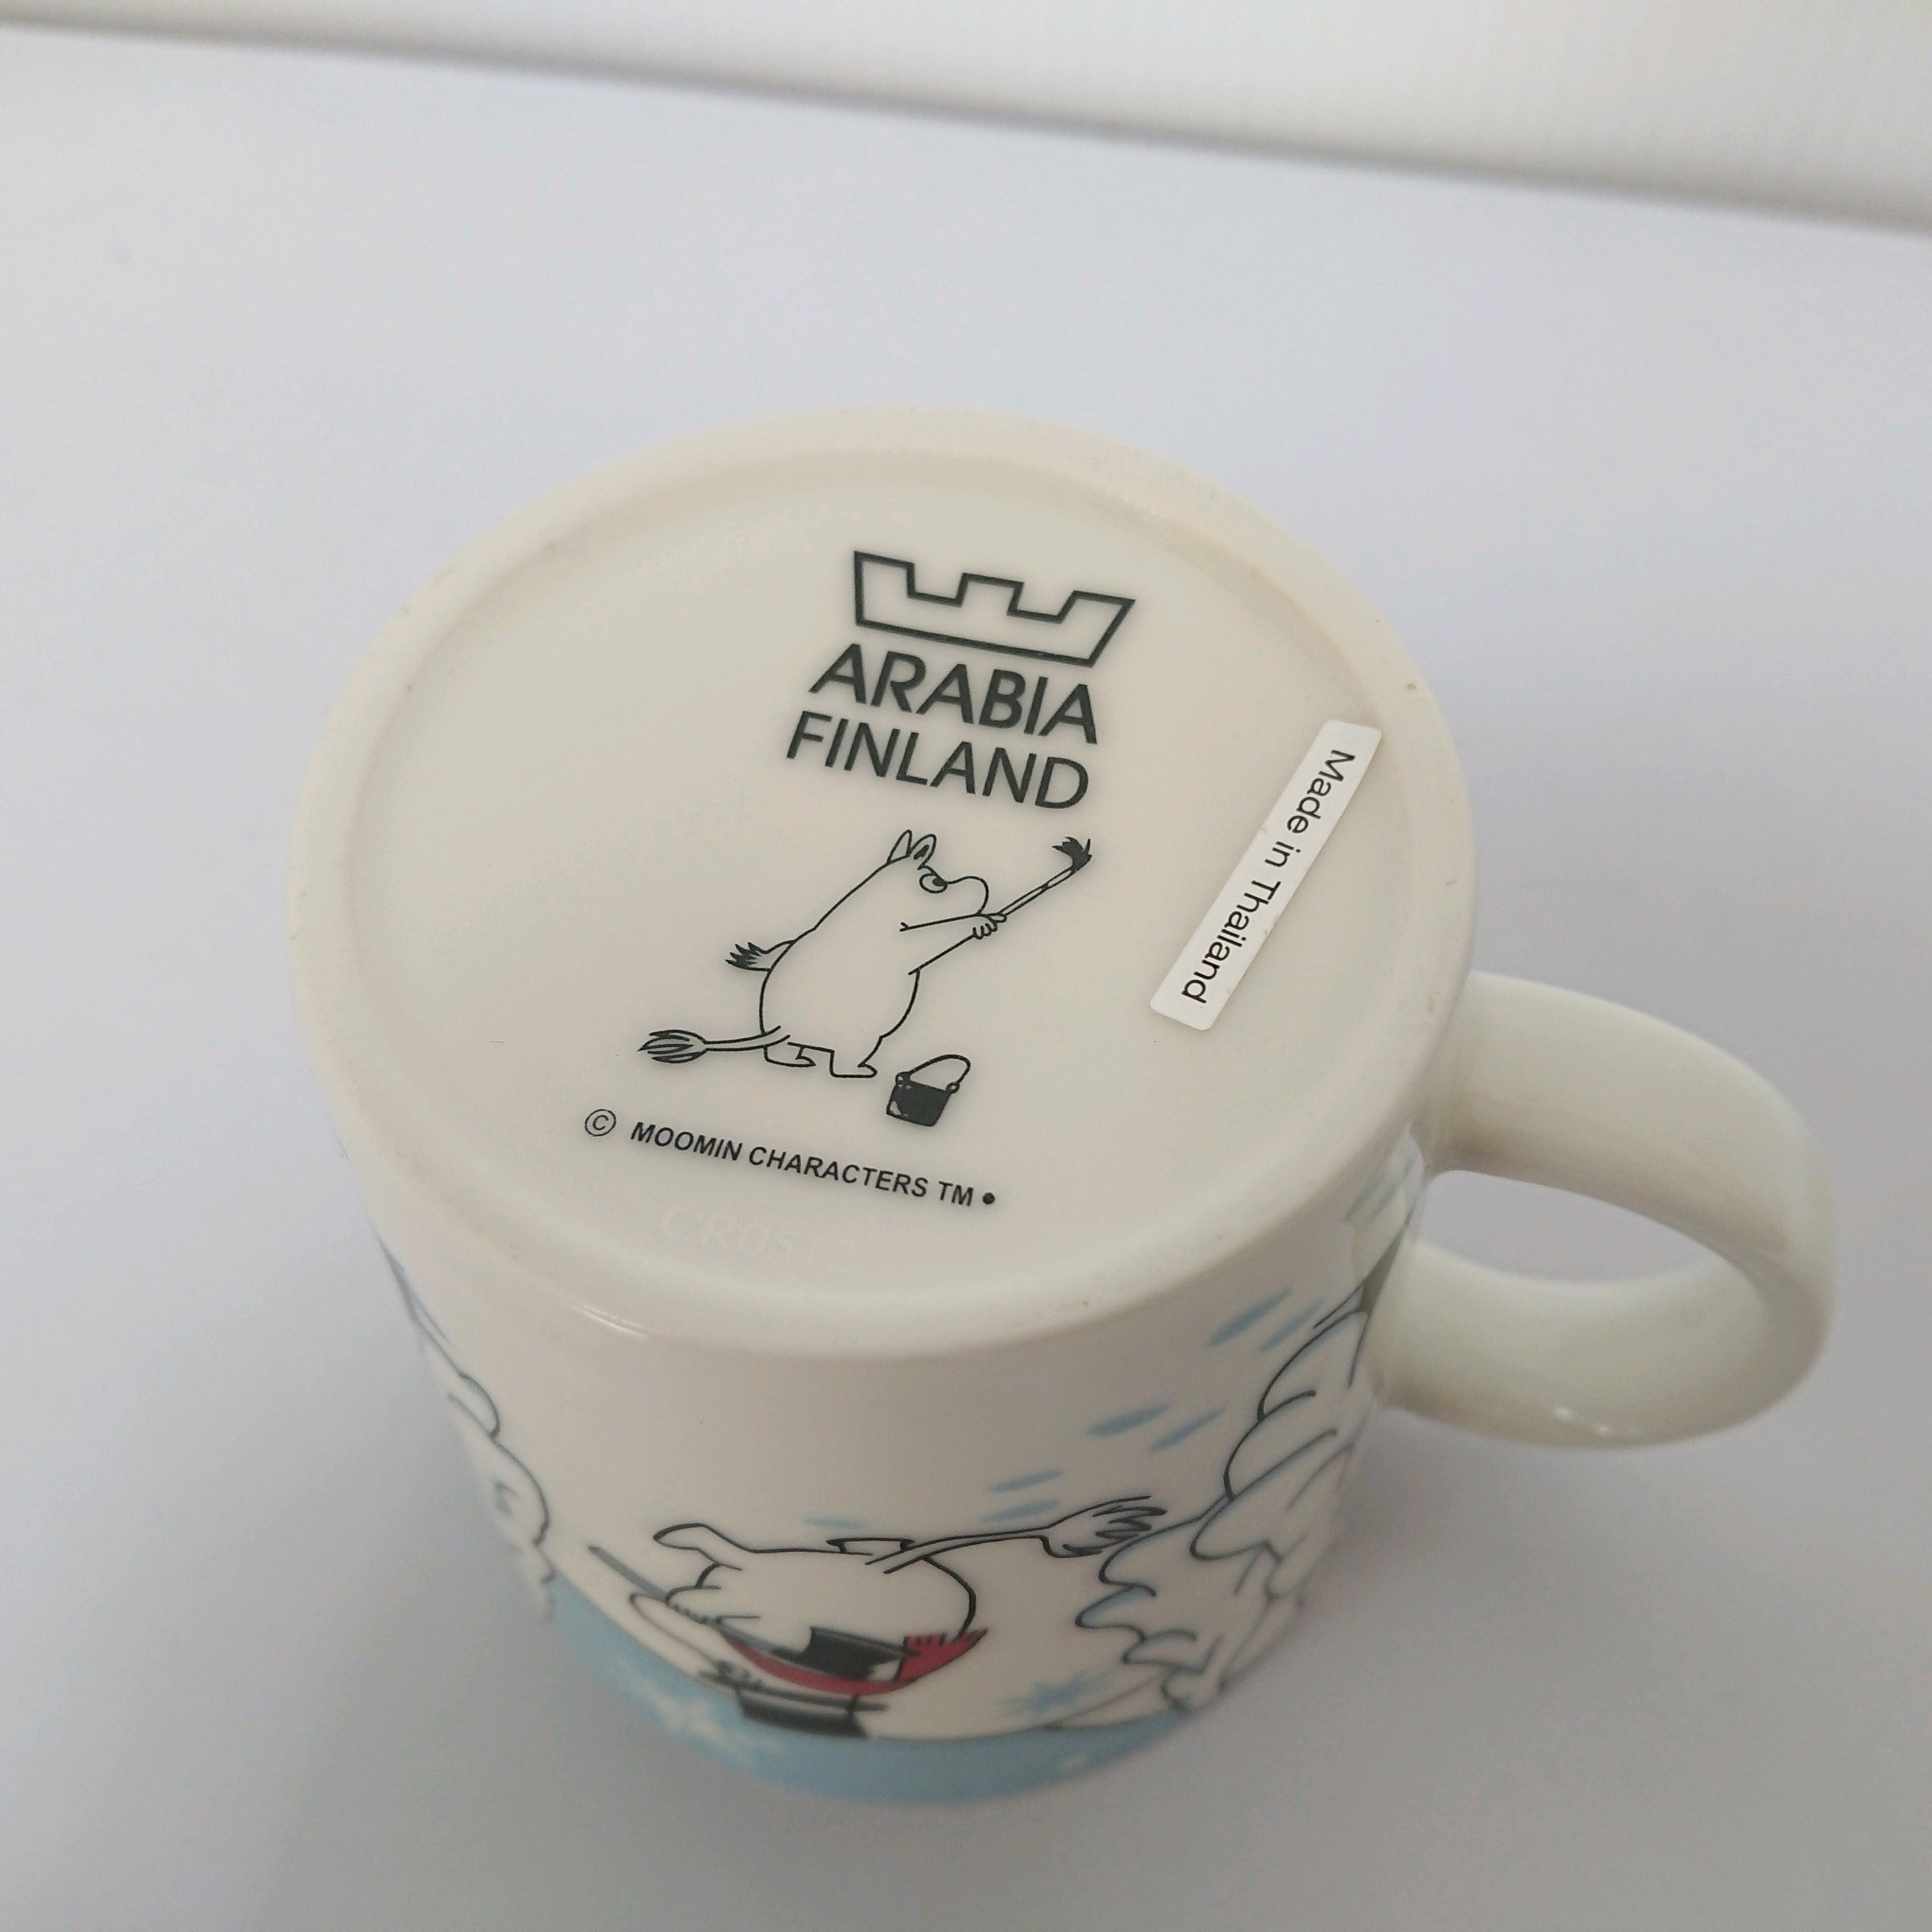 ARABIA
FINLAND
Made in Thailand
© MOOMIN CHARACTERS TM •